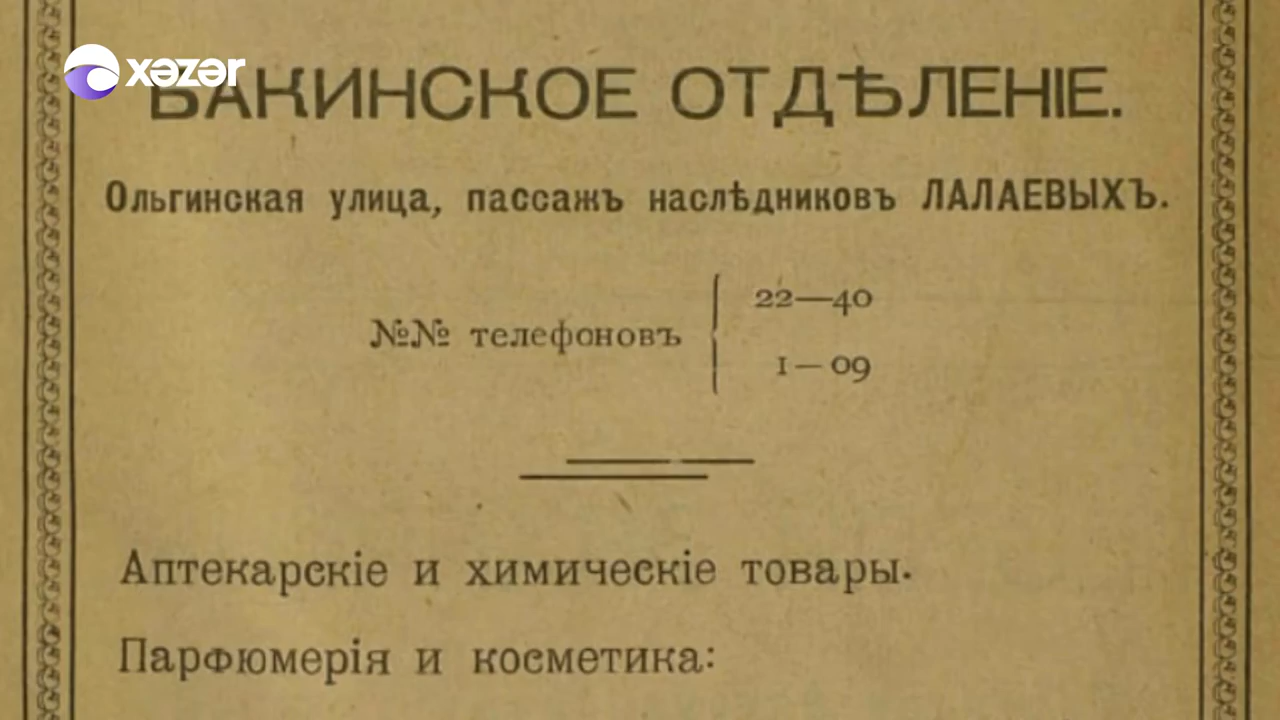 xəzər
БАКИНСКОЕ ОТДѢЛЕНІЕ.
Ольгинская улица, пассажъ наслѣдниковъ ЛАЛАЕВЫХЪ.
№№ телефоновъ
22—40
1—09
Аптекарскіе и химическіе товары.
Парфюмерія и косметика: